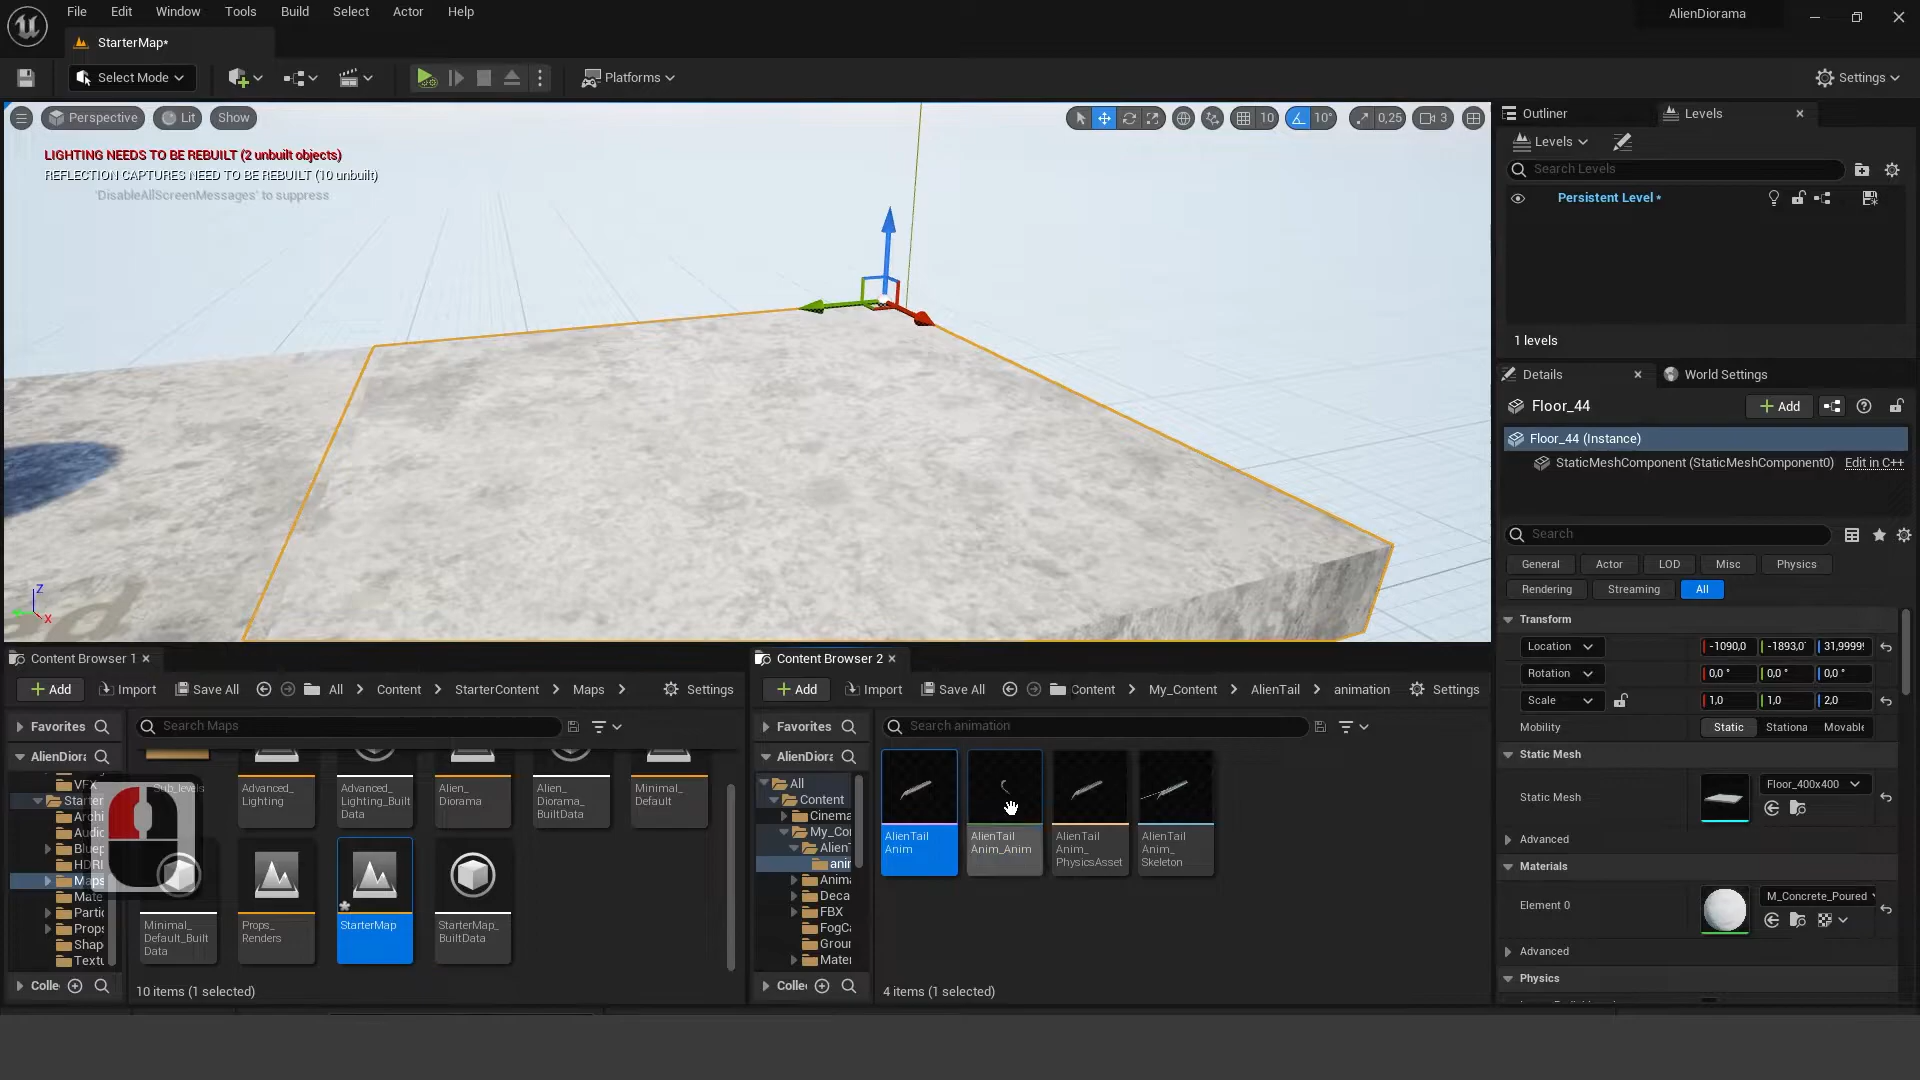 File Edit Window Tools Build Select Actor Help
AlienDiorama
StarterMap*
Select Mode
Platforms
Settings
Perspective
Lit
Show
10
10°
0,25
3
LIGHTING NEEDS TO BE REBUILT (2 unbuilt objects)
REFLECTION CAPTURES NEED TO BE REBUILT (10 unbuilt)
'DisableAllScreenMessages' to suppress
Z
X
Outliner
Levels
Levels
Search Levels
Persistent Level *
1 levels
Details
World Settings
Floor_44
Add
Floor_44 (Instance)
StaticMeshComponent (StaticMeshComponent0)
Edit in C++
Search
General
Actor
LOD
Misc
Physics
Rendering
Streaming
All
Transform
Location
-1090,0
-1893,0
31,9999
Rotation
0,0 °
0,0 °
0,0 °
Scale
1,0
1,0
2,0
Mobility
Static
Stationa
Movable
Static Mesh
Static Mesh
Floor_400x400
Advanced
Materials
Element 0
M_Concrete_Poured
Advanced
Physics
Content Browser 1
Add
Import
Save All
All
Content
StarterContent
Maps
Settings
Favorites
Search Maps
AlienDiora
VFX
Starte
Archi
Audio
Bluep
HDRI
Maps
Mate
Partic
Props
Shap
Textu
Colle
Sub_levels
Advanced_
Lighting
Advanced_
Lighting_Built
Data
Alien_
Diorama
Alien_
Diorama_
BuiltData
Minimal_
Default
Minimal_
Default_Built
Data
Props_
Renders
StarterMap
StarterMap_
BuiltData
10 items (1 selected)
Content Browser 2
Add
Import
Save All
Content
My_Content
AlienTail
animation
Settings
Favorites
Search animation
AlienDiora
All
Content
Cinema
My_Con
AlienT
anim
Anima
Deca
FBX
FogCa
Groun
Mater
Colle
AlienTail
Anim
AlienTail
Anim_Anim
AlienTail
Anim_
PhysicsAsset
AlienTail
Anim_
Skeleton
4 items (1 selected)